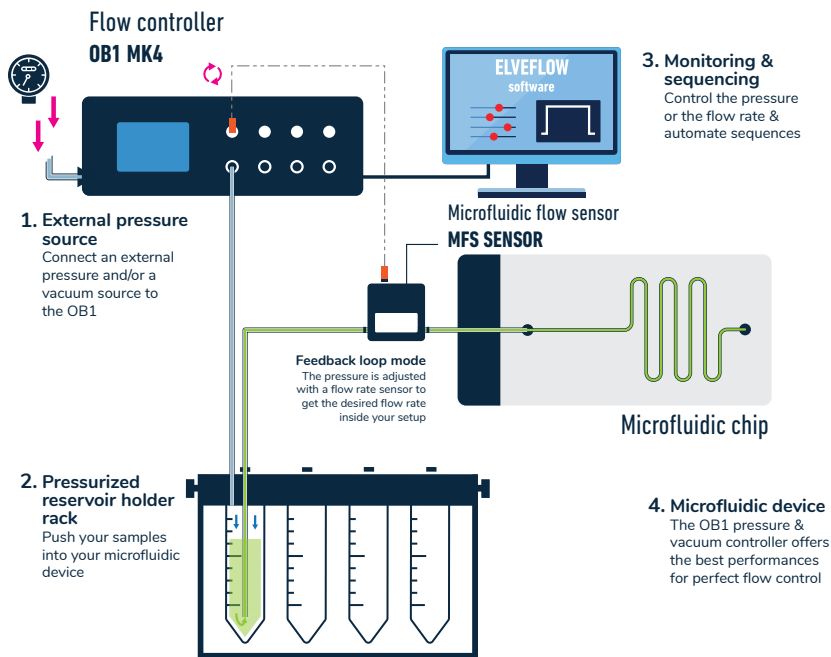 Flow controller
OB1 MK4
ELVEFLOW
software
3. Monitoring &
sequencing
Control the pressure
or the flow rate &
automate sequences
1. External pressure
source
Connect an external
pressure and/or a
vacuum source to
the OB1
Microfluidic flow sensor
MFS SENSOR
Feedback loop mode
The pressure is adjusted
with a flow rate sensor to
get the desired flow rate
inside your setup
Microfluidic chip
2. Pressurized
reservoir holder
rack
Push your samples
into your microfluidic
device
4. Microfluidic device
The OB1 pressure &
vacuum controller offers
the best performances
for perfect flow control